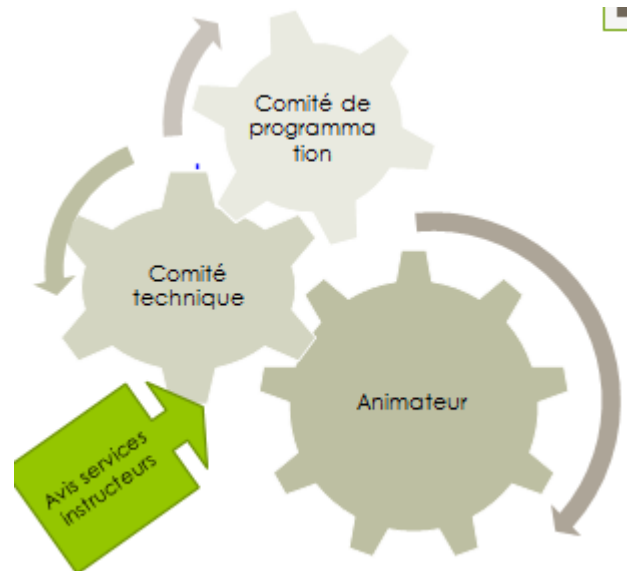 Comité de
programma
tion
Comité
technique
Animateur
Avis services
instructeurs